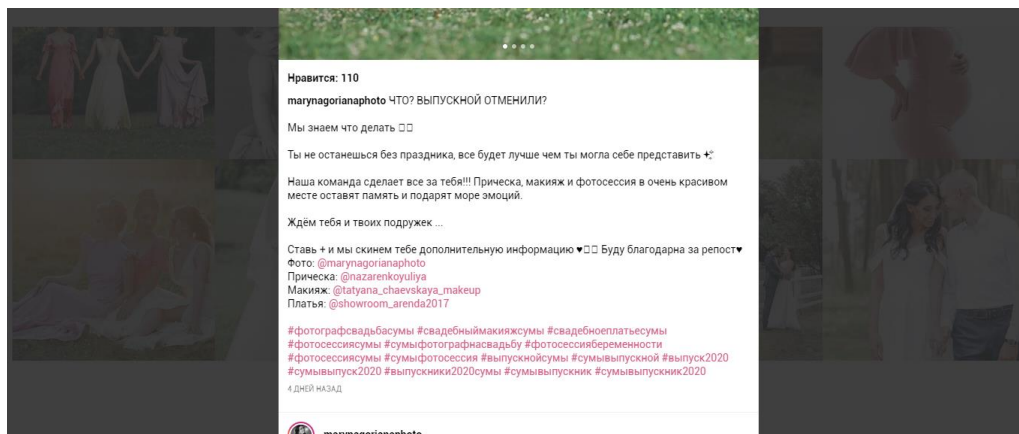 Нравится: 110
marynagorianaphoto ЧТО? ВЫПУСКНОЙ ОТМЕНИЛИ?
Мы знаем что делать
Ты не останешься без праздника, все будет лучше чем ты могла себе представить ✨
Наша команда сделает все за тебя!!! Прическа, макияж и фотосессия в очень красивом
месте оставят память и подарят море эмоций.
Ждём тебя и твоих подружек ...
Ставь + и мы скинем тебе дополнительную информацию ♥ Буду благодарна за репост♥
Фото: @marynagorianaphoto
Прическа: @nazarenkoyuliya
Макияж: @tatyana_chaevskaya_makeup
Платья: @showroom_arenda2017
#фотографсвадьбасумы #свадебныймакияжсумы #свадебноеплатьесумы
#фотосессиясумы #сумыфотографнасвадьбу #фотосессиябеременности
#фотосессиясумы #сумыфотосессия #выпускнойсумы #сумывыпускной #выпуск2020
#сумывыпуск2020 #выпускники2020сумы #сумывыпускник #сумывыпускник2020
4 ДНЕЙ НАЗАД
marynagorianaphoto